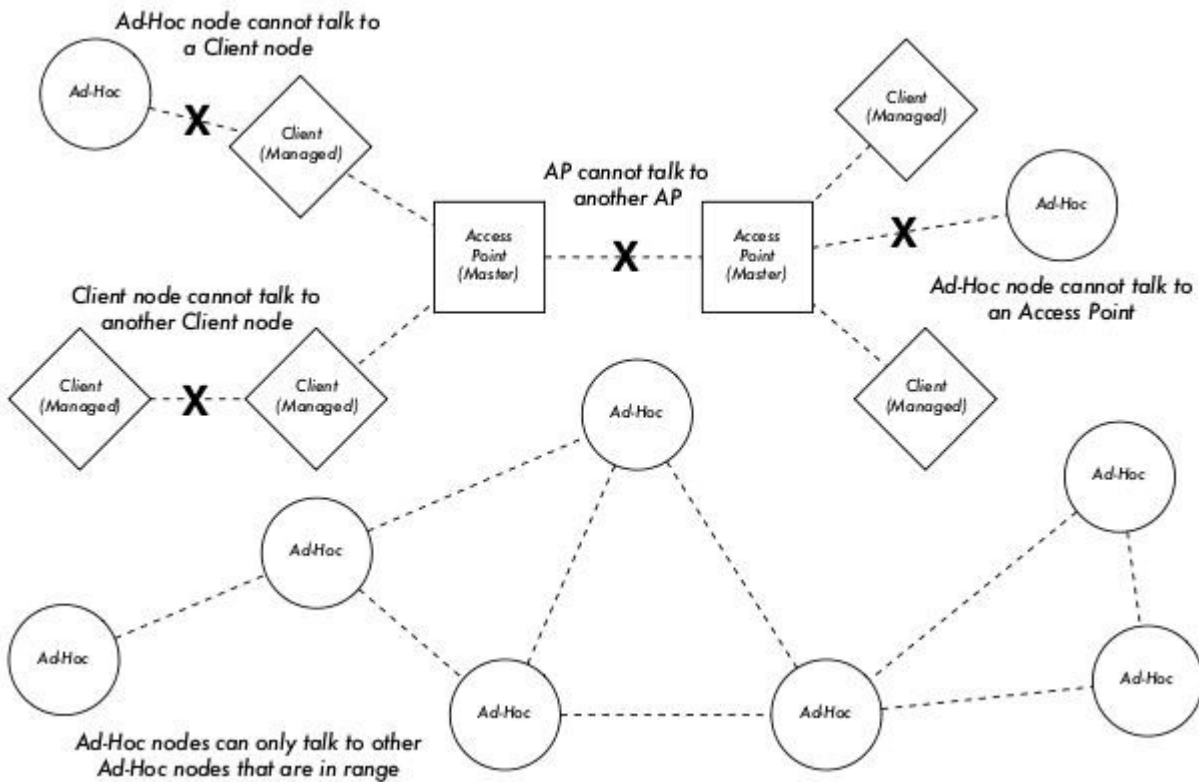 Ad-Hoc node cannot talk to
a Client node
Ad-Hoc
Client
(Managed)
Client
(Managed)
AP cannot talk to
another AP
Ad-Hoc
Access
Point
(Master)
Access
Point
(Master)
Ad-Hoc node cannot talk to
an Access Point
Client node cannot talk to
another Client node
Client
(Managed)
Client
(Managed)
Client
(Managed)
Ad-Hoc
Ad-Hoc
Ad-Hoc
Ad-Hoc
Ad-Hoc
Ad-Hoc
Ad-Hoc
Ad-Hoc nodes can only talk to other
Ad-Hoc nodes that are in range